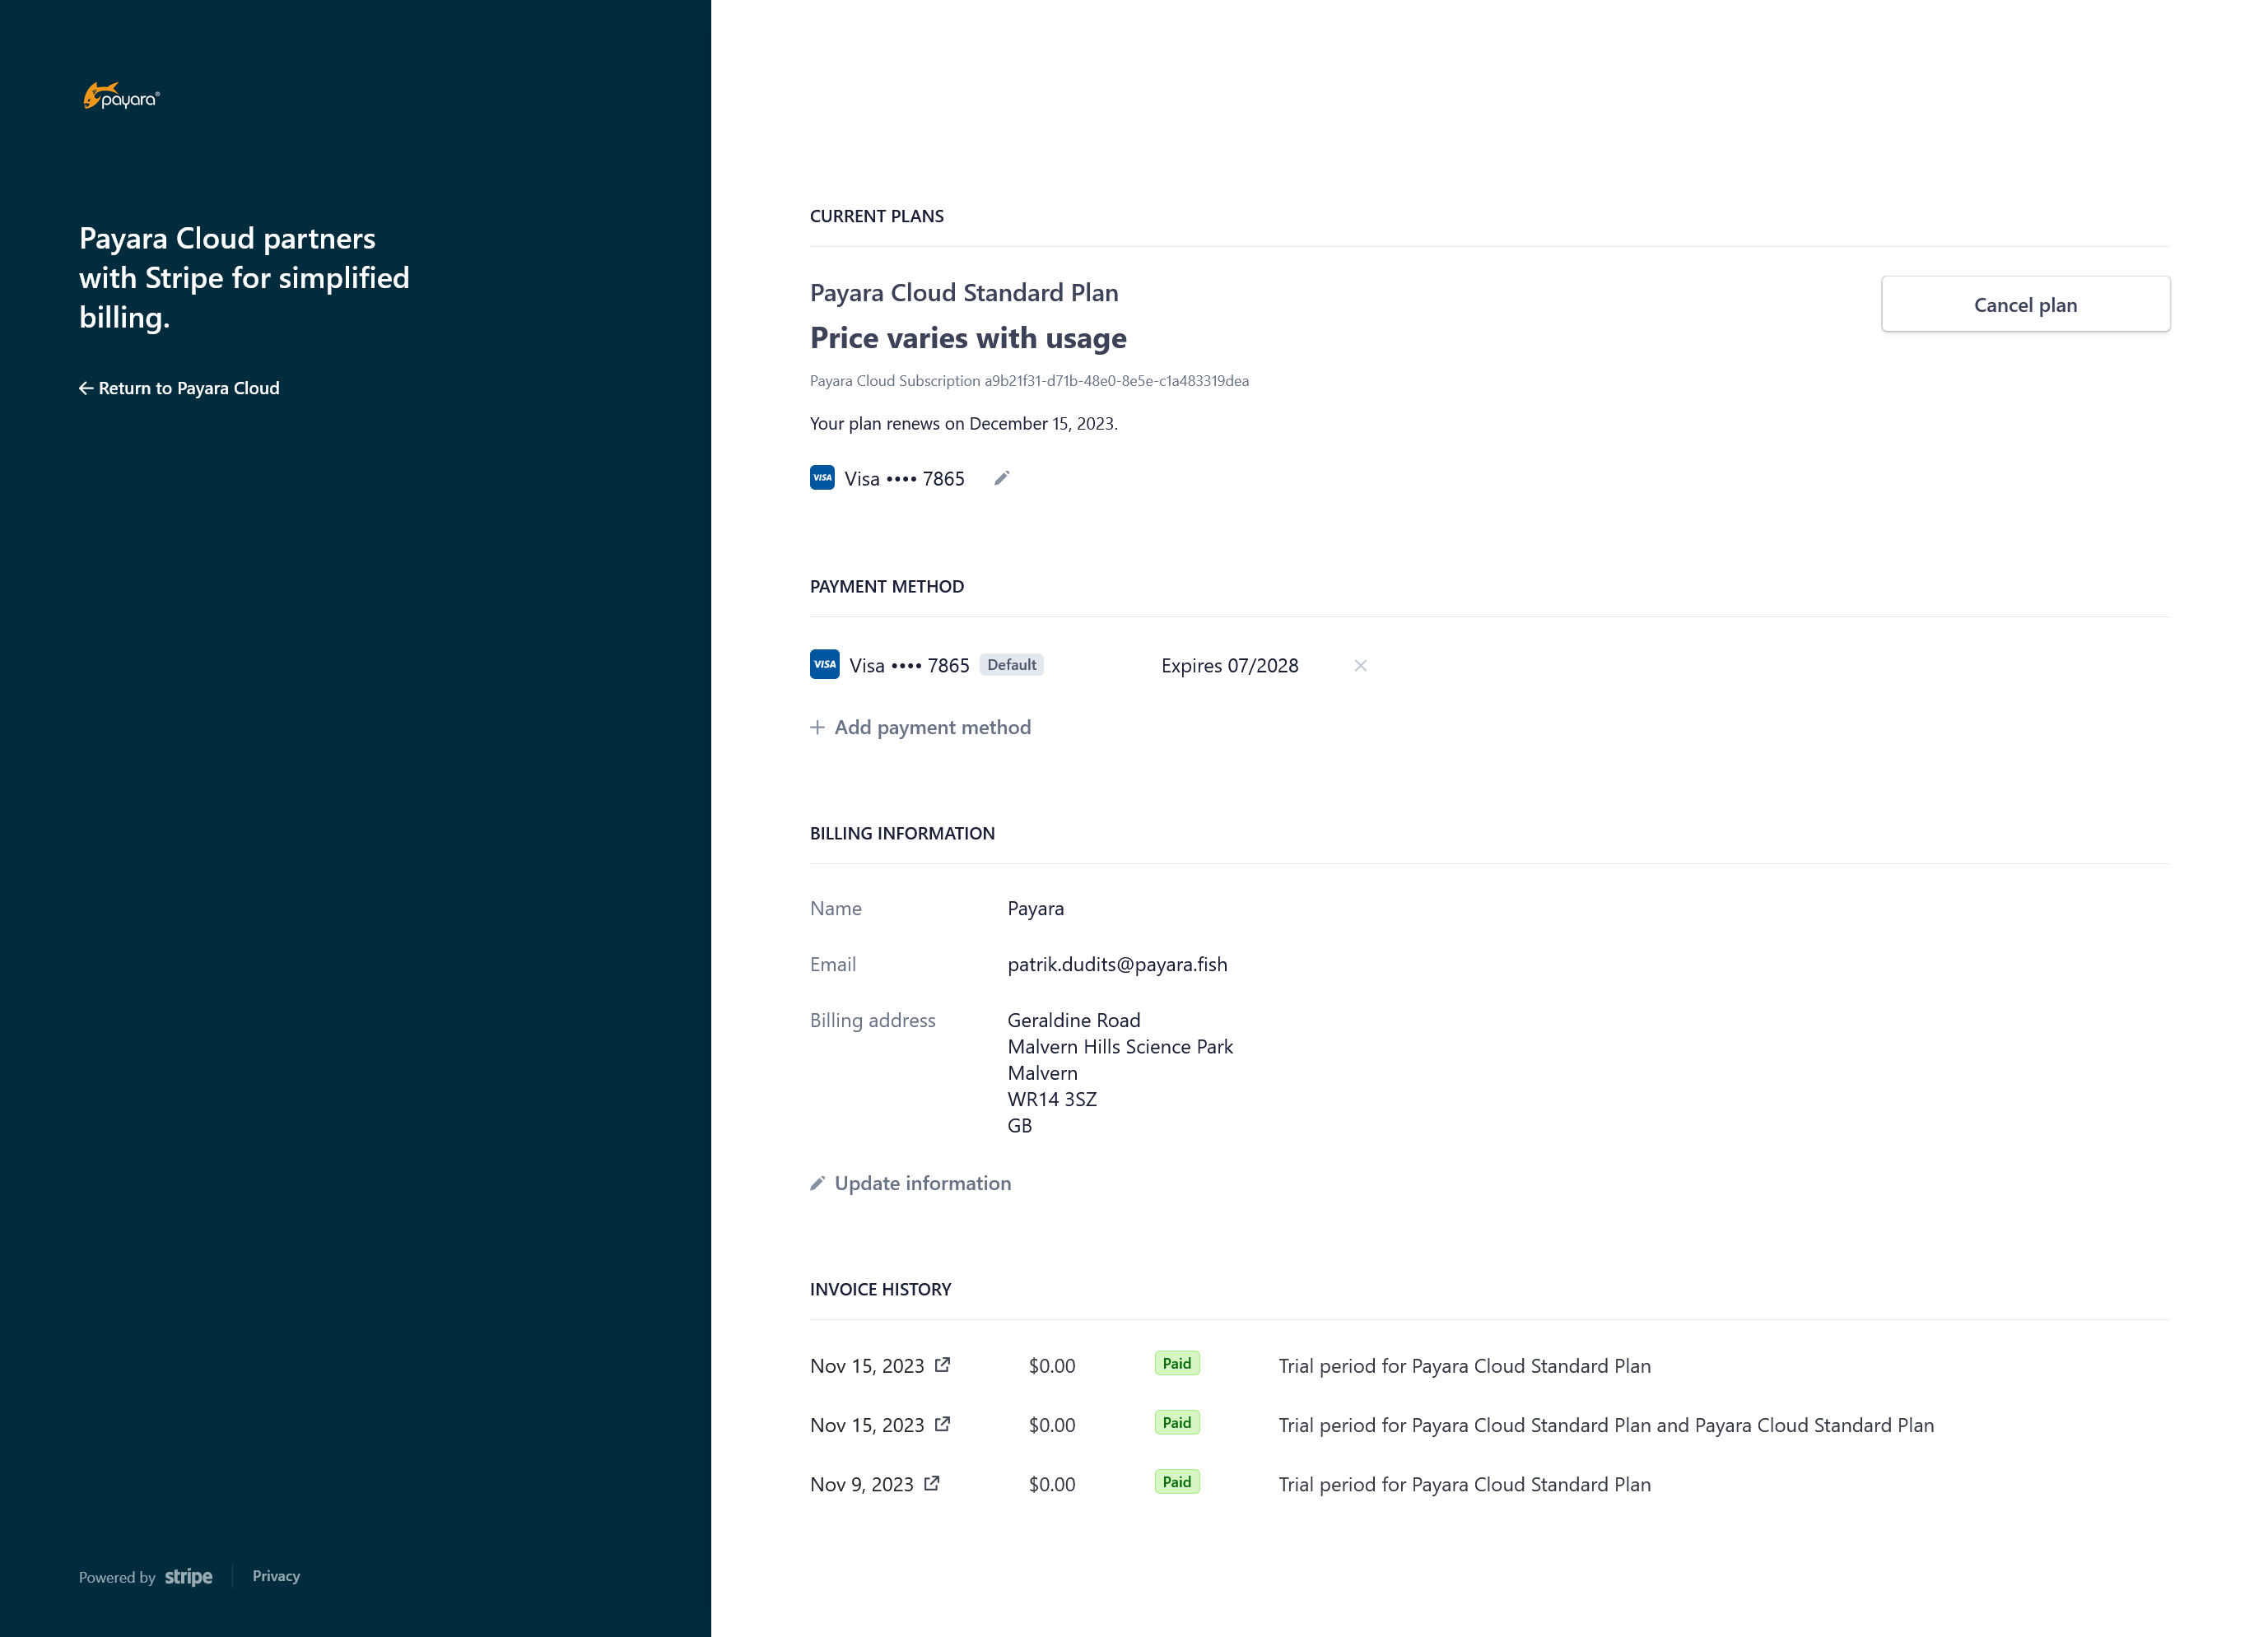 payara®
Payara Cloud partners
with Stripe for simplified
billing.
Return to Payara Cloud
Powered by stripe
Privacy
CURRENT PLANS
Payara Cloud Standard Plan
Cancel plan
Price varies with usage
Payara Cloud Subscription a9b21f31-d71b-48e0-8e5e-c1a483319dea
Your plan renews on December 15, 2023.
VISA Visa •••• 7865
PAYMENT METHOD
VISA Visa •••• 7865 Default Expires 07/2028
Add payment method
BILLING INFORMATION
Name Payara
Email patrik.dudits@payara.fish
Billing address Geraldine Road
Malvern Hills Science Park
Malvern
WR14 3SZ
GB
Update information
INVOICE HISTORY
Nov 15, 2023 $0.00 Paid Trial period for Payara Cloud Standard Plan
Nov 15, 2023 $0.00 Paid Trial period for Payara Cloud Standard Plan and Payara Cloud Standard Plan
Nov 9, 2023 $0.00 Paid Trial period for Payara Cloud Standard Plan